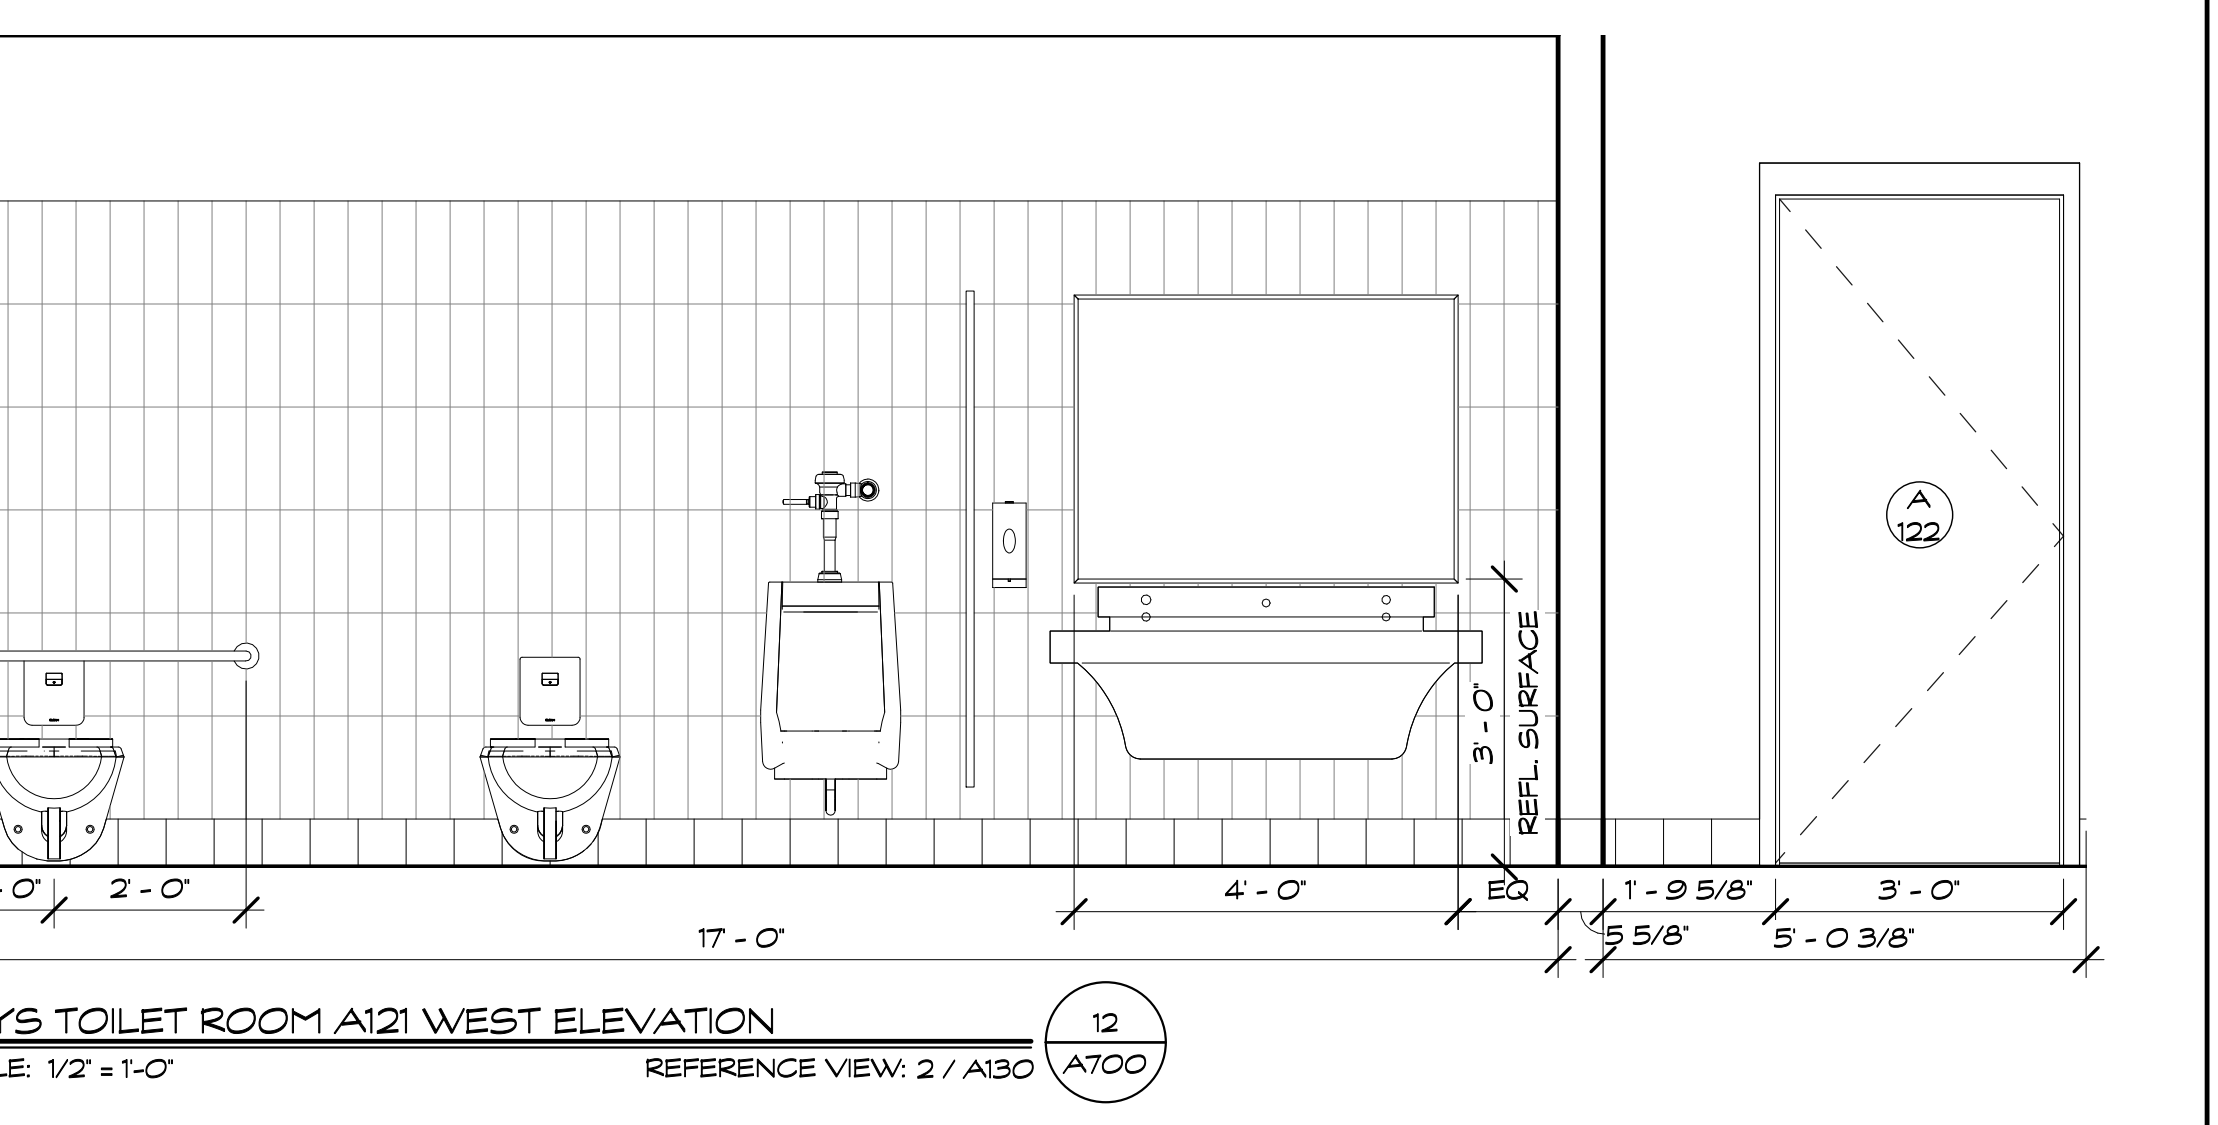 A
122
3' - 0"
REFL. SURFACE
- 0"
2' - 0"
4' - 0"
EQ
1' - 9 5/8"
3' - 0"
17' - 0"
5 5/8"
5' - 0 3/8"
YS TOILET ROOM A121 WEST ELEVATION
12
LE: 1/2" = 1'-0"
REFERENCE VIEW: 2 / A130
A700